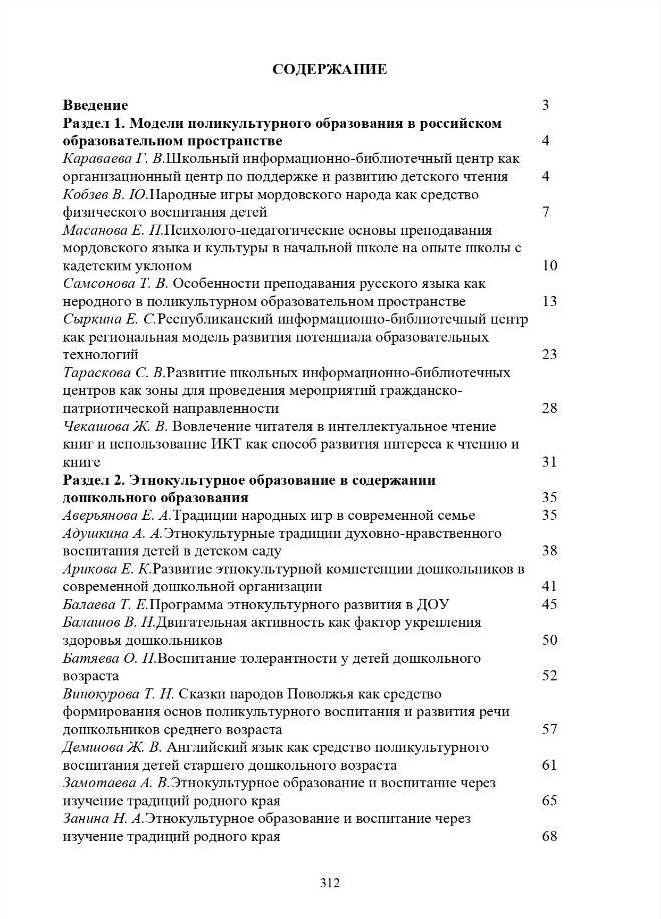 СОДЕРЖАНИЕ
Введение 3
Раздел 1. Модели поликультурного образования в российском
образовательном пространстве 4
Караваева Г. В.Школьный информационно-библиотечный центр как
организационный центр по поддержке и развитию детского чтения 4
Кобзев В. Ю.Народные игры мордовского народа как средство
физического воспитания детей 7
Масанова Е. П.Психолого-педагогические основы преподавания
мордовского языка и культуры в начальной школе на опыте школы с
кадетским уклоном 10
Самсонова Т. В. Особенности преподавания русского языка как
неродного в поликультурном образовательном пространстве 13
Сыркина Е. С.Республиканский информационно-библиотечный центр
как региональная модель развития потенциала образовательных
технологий 23
Тараскова С. В.Развитие школьных информационно-библиотечных
центров как зоны для проведения мероприятий гражданско-
патриотической направленности 28
Чекашова Ж. В. Вовлечение читателя в интеллектуальное чтение
книг и использование ИКТ как способ развития интереса к чтению и
книге 31
Раздел 2. Этнокультурное образование в содержании
дошкольного образования 35
Аверьянова Е. А.Традиции народных игр в современной семье 35
Адушкина А. А.Этнокультурные традиции духовно-нравственного
воспитания детей в детском саду 38
Арикова Е. К.Развитие этнокультурной компетенции дошкольников в
современной дошкольной организации 41
Балаева Т. Е.Программа этнокультурного развития в ДОУ 45
Балашов В. Н.Двигательная активность как фактор укрепления
здоровья дошкольников 50
Батяева О. Н.Воспитание толерантности у детей дошкольного
возраста 52
Винокурова Т. Н. Сказки народов Поволжья как средство
формирования основ поликультурного воспитания и развития речи
дошкольников среднего возраста 57
Демшова Ж. В. Английский язык как средство поликультурного
воспитания детей старшего дошкольного возраста 61
Замотаева А. В.Этнокультурное образование и воспитание через
изучение традиций родного края 65
Занина Н. А.Этнокультурное образование и воспитание через
изучение традиций родного края 68
312